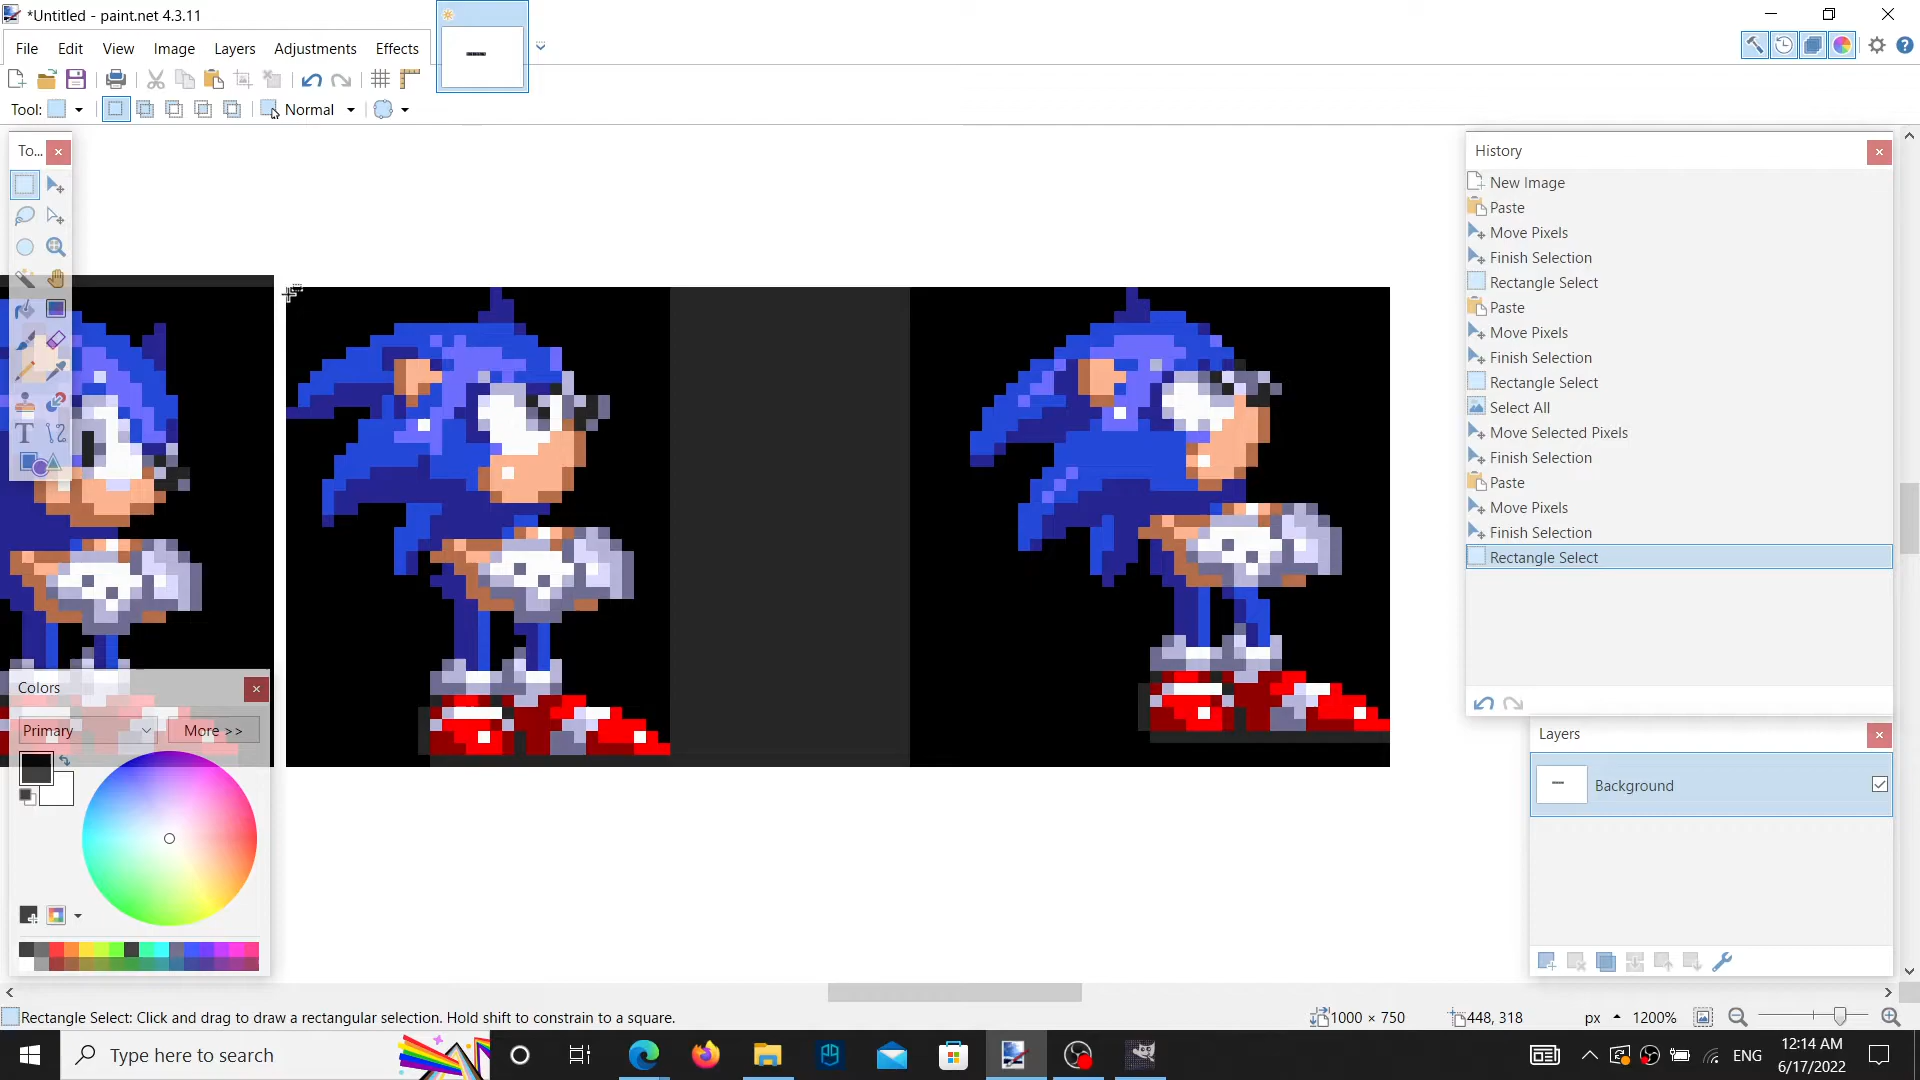 *Untitled - paint.net 4.3.11
File Edit View Image Layers Adjustments Effects
Tool: Normal
To...
History
New Image
Paste
Move Pixels
Finish Selection
Rectangle Select
Paste
Move Pixels
Finish Selection
Rectangle Select
Select All
Move Selected Pixels
Finish Selection
Paste
Move Pixels
Finish Selection
Rectangle Select
Colors
Primary
More >>
Layers
Background
Rectangle Select: Click and drag to draw a rectangular selection. Hold shift to constrain to a square.
1000 × 750
448, 318
px
1200%
Type here to search
ENG
12:14 AM
6/17/2022